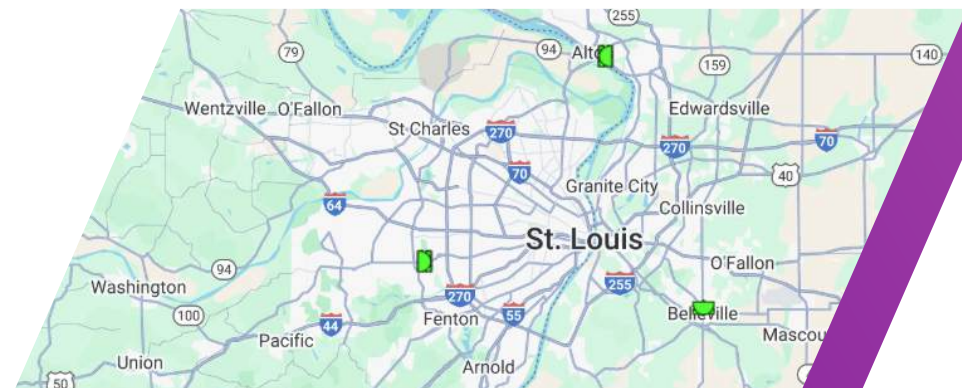 255
79
94
Alto
140
159
Wentzville
O'Fallon
Edwardsville
St Charles
270
70
270
70
40
Granite City
64
Collinsville
St. Louis
94
O'Fallon
Washington
270
255
100
44
55
Fenton
Belleville
Pacific
Mascou
Union
Arnold
50